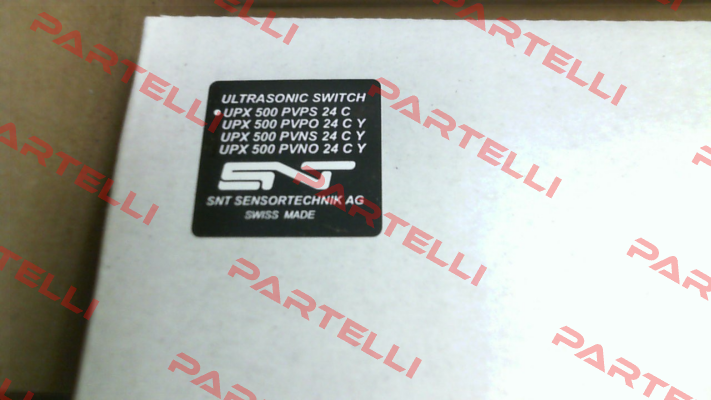 ULTRASONIC SWITCH
• UPX 500 PVPS 24 C
UPX 500 PVPO 24 C Y
UPX 500 PVNS 24 C Y
UPX 500 PVNO 24 C Y
SNT
SNT SENSORTECHNIK AG
SWISS MADE
PARTELLI
PARTELLI
PARTELLI
PARTELLI
PARTELLI
PARTELLI
PARTELLI
PARTELLI
PARTELLI
PARTELLI